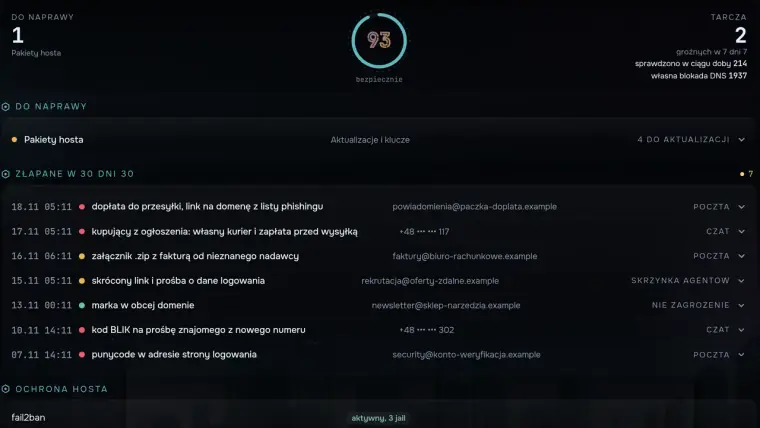 DO NAPRAWY
1
Pakiety hosta
93
bezpiecznie
TARCZA
2
groźnych w 7 dni 7
sprawdzono w ciągu doby 214
własna blokada DNS 1937
DO NAPRAWY
Pakiety hosta Aktualizacje i klucze 4 DO AKTUALIZACJI
ZŁAPANE W 30 DNI 30 7
18.11 05:11 dopłata do przesyłki, link na domenę z listy phishingu powiadomienia@paczka-doplata.example POCZTA
17.11 05:11 kupujący z ogłoszenia: własny kurier i zapłata przed wysyłką +48 ••• ••• 117 CZAT
16.11 06:11 załącznik .zip z fakturą od nieznanego nadawcy faktury@biuro-rachunkowe.example POCZTA
15.11 05:11 skrócony link i prośba o dane logowania rekrutacja@oferty-zdalne.example SKRZYNKA AGENTÓW
13.11 00:11 marka w obcej domenie newsletter@sklep-narzedzia.example NIE ZAGROŻENIE
10.11 14:11 kod BLIK na prośbę znajomego z nowego numeru +48 ••• ••• 302 CZAT
07.11 14:11 punycode w adresie strony logowania security@konto-weryfikacja.example POCZTA
OCHRONA HOSTA
fail2ban aktywny, 3 jail